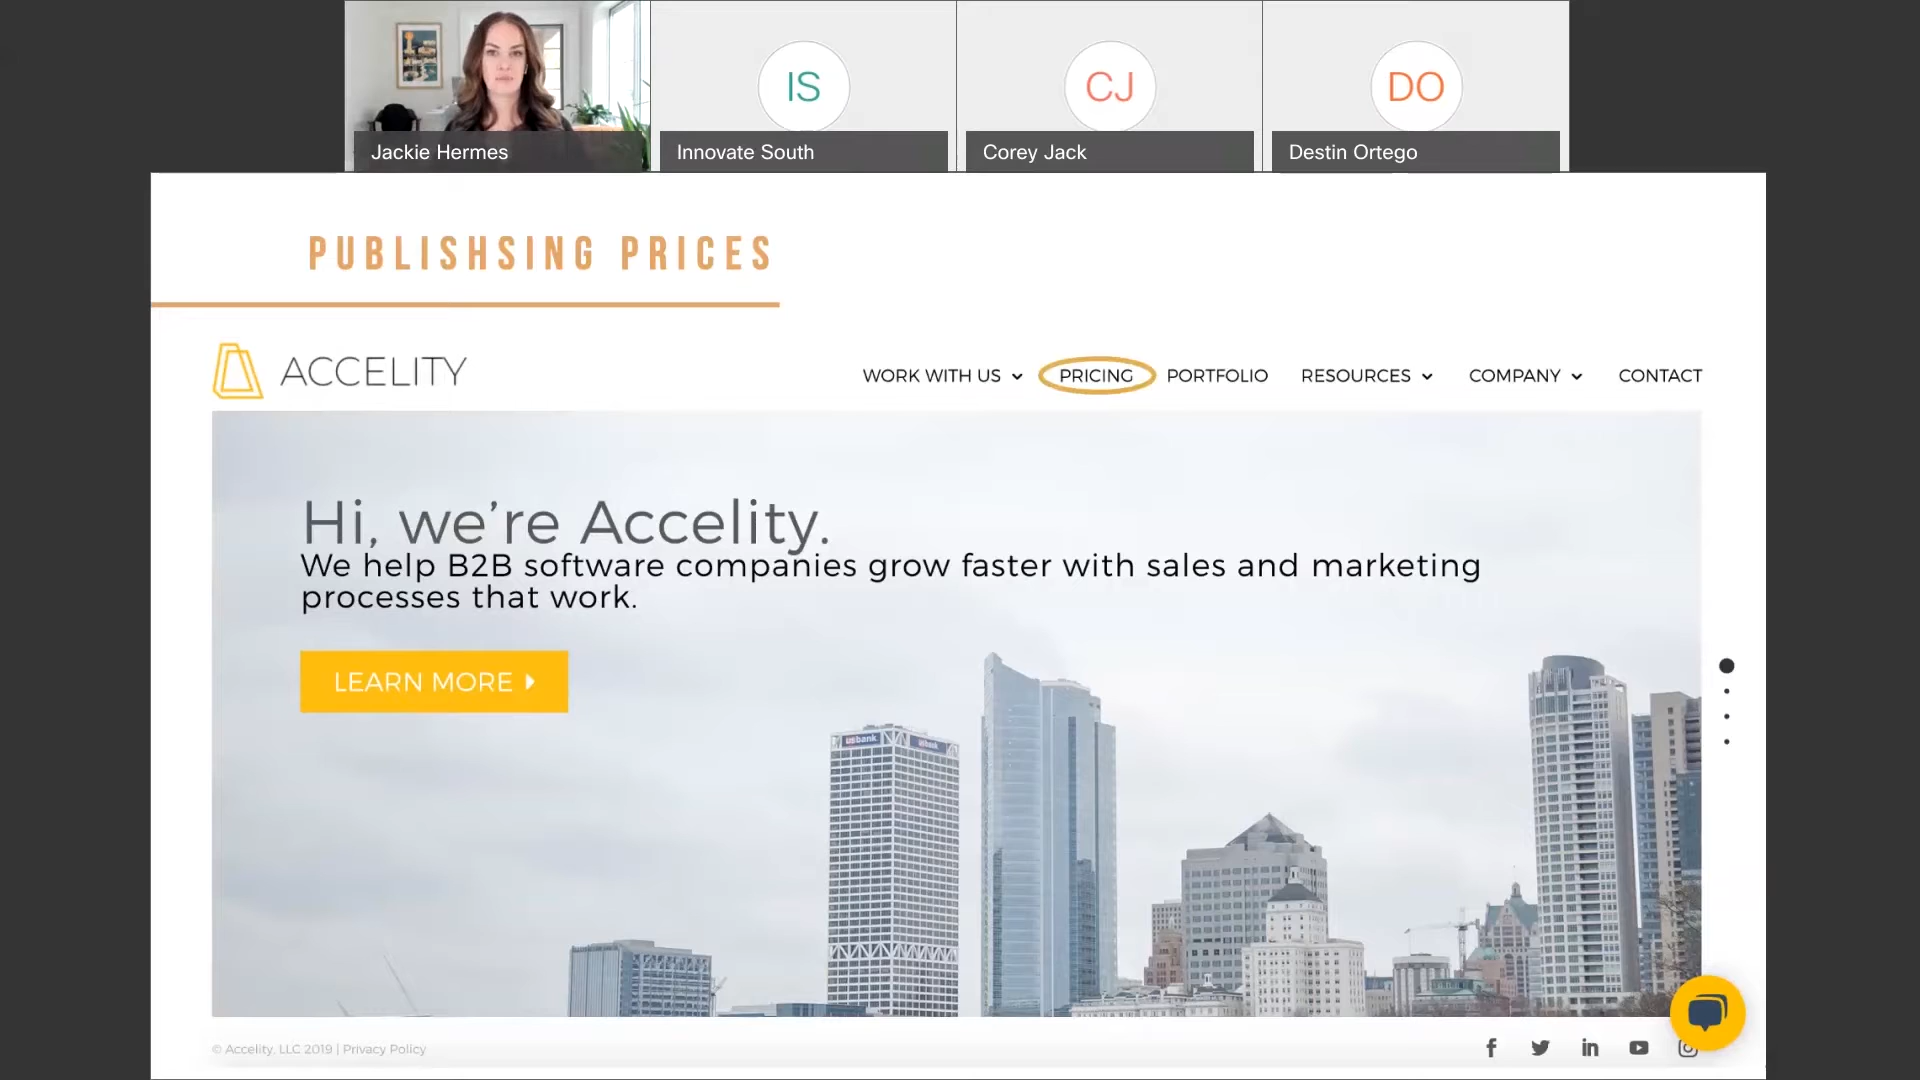 IS
CJ
DO
Jackie Hermes
Innovate South
Corey Jack
Destin Ortego
PUBLISHSING PRICES
ACCELITY
WORK WITH US
PRICING
PORTFOLIO
RESOURCES
COMPANY
CONTACT
Hi, we’re Accelity.
We help B2B software companies grow faster with sales and marketing
processes that work.
LEARN MORE
usbank
usbank
© Accelity, LLC 2019 | Privacy Policy